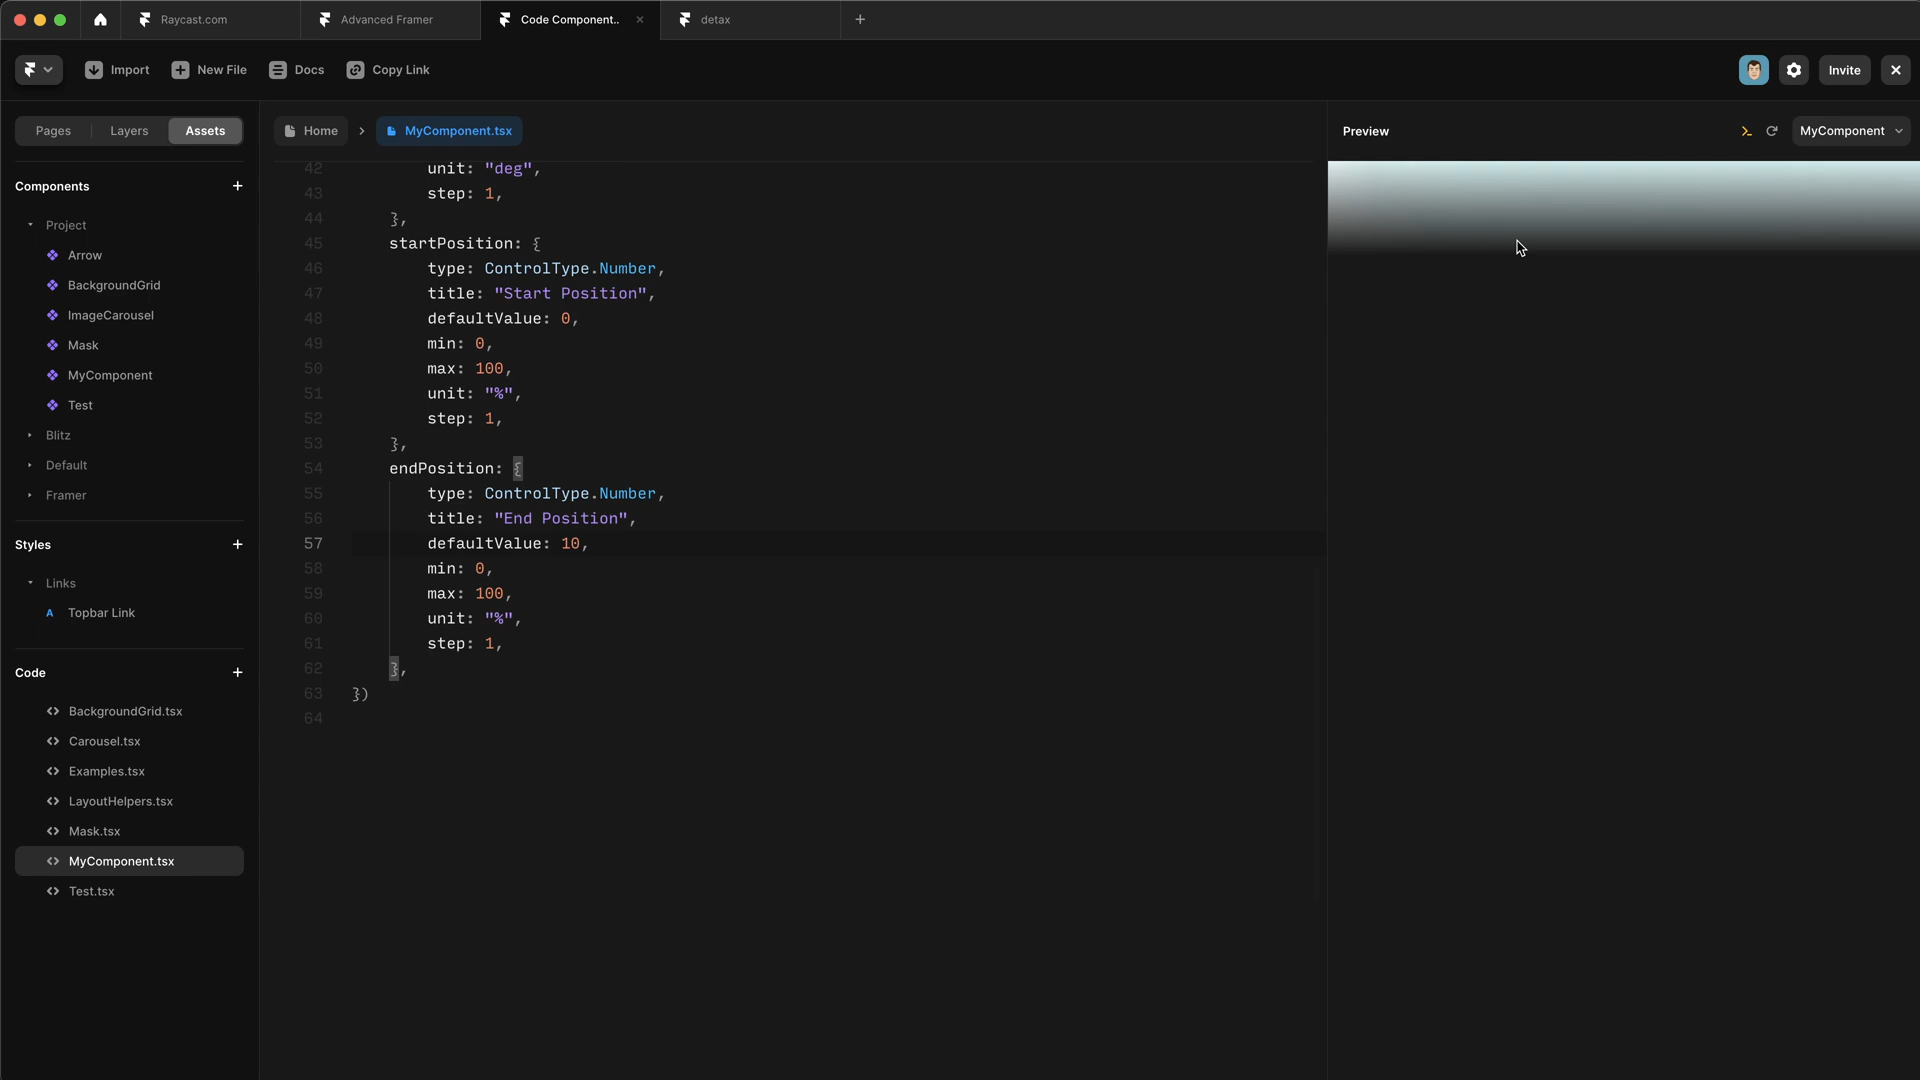 Raycast.com
Advanced Framer
Code Component..
detax
Import
New File
Docs
Copy Link
Invite
Pages
Layers
Assets
Home
MyComponent.tsx
Preview
MyComponent
Components
Project
Arrow
BackgroundGrid
ImageCarousel
Mask
MyComponent
Test
Blitz
Default
Framer
Styles
Links
A Topbar Link
Code
BackgroundGrid.tsx
Carousel.tsx
Examples.tsx
LayoutHelpers.tsx
Mask.tsx
MyComponent.tsx
Test.tsx
42 unit: "deg",
43 step: 1,
44 },
45 startPosition: {
46 type: ControlType.Number,
47 title: "Start Position",
48 defaultValue: 0,
49 min: 0,
50 max: 100,
51 unit: "%",
52 step: 1,
53 },
54 endPosition: {
55 type: ControlType.Number,
56 title: "End Position",
57 defaultValue: 10,
58 min: 0,
59 max: 100,
60 unit: "%",
61 step: 1,
62 },
63 })
64